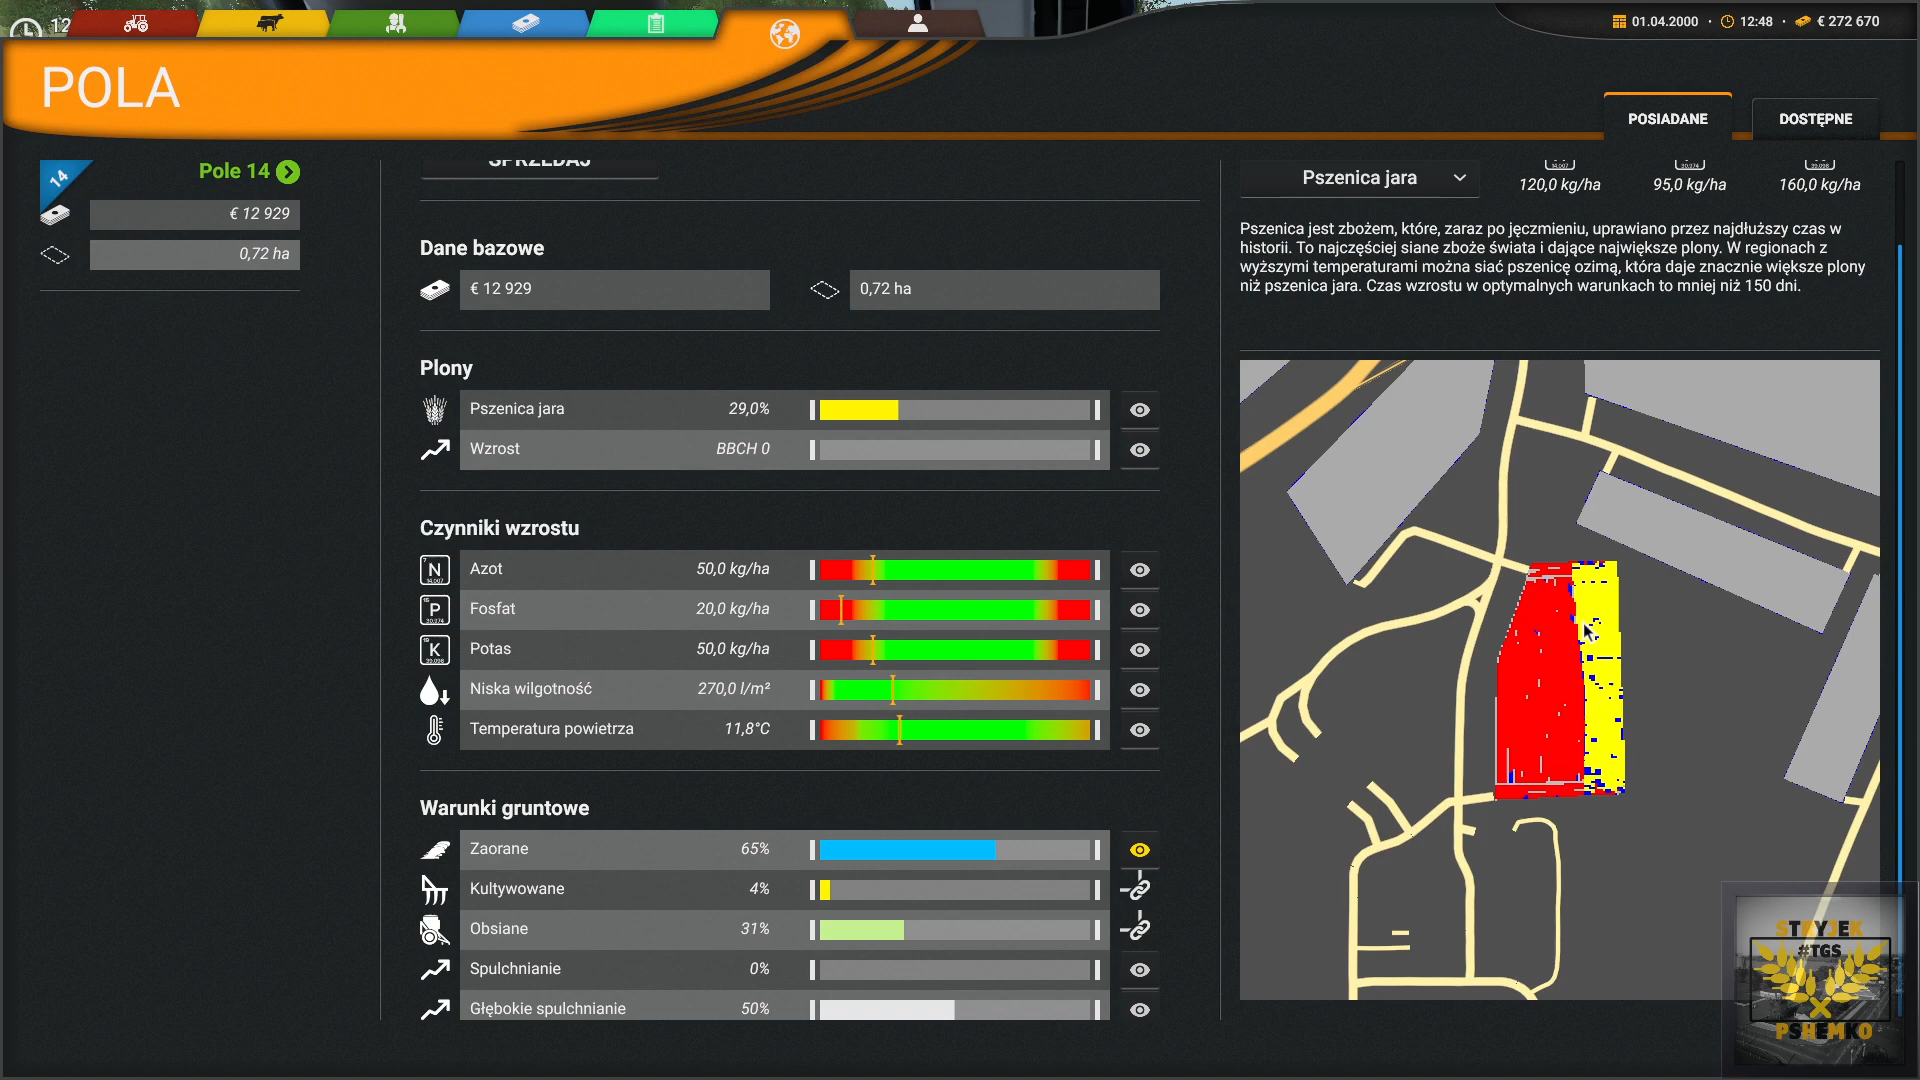 12
01.04.2000 • 12:48 • € 272 670
POLA
POSIADANE
DOSTĘPNE
14
Pole 14
€ 12 929
0,72 ha
SPRZEDAJ
Dane bazowe
€ 12 929
0,72 ha
Plony
Pszenica jara 29,0%
Wzrost BBCH 0
Czynniki wzrostu
N Azot 50,0 kg/ha
P Fosfat 20,0 kg/ha
K Potas 50,0 kg/ha
Niska wilgotność 270,0 l/m²
Temperatura powietrza 11,8°C
Warunki gruntowe
Zaorane 65%
Kultywowane 4%
Obsiane 31%
Spulchnianie 0%
Głębokie spulchnianie 50%
Pszenica jara
120,0 kg/ha 95,0 kg/ha 160,0 kg/ha
Pszenica jest zbożem, które, zaraz po jęczmieniu, uprawiano przez najdłuższy czas w
historii. To najczęściej siane zboże świata i dające największe plony. W regionach z
wyższymi temperaturami można siać pszenicę ozimą, która daje znacznie większe plony
niż pszenica jara. Czas wzrostu w optymalnych warunkach to mniej niż 150 dni.
STRYJEK
#TGS
PSHEMKO